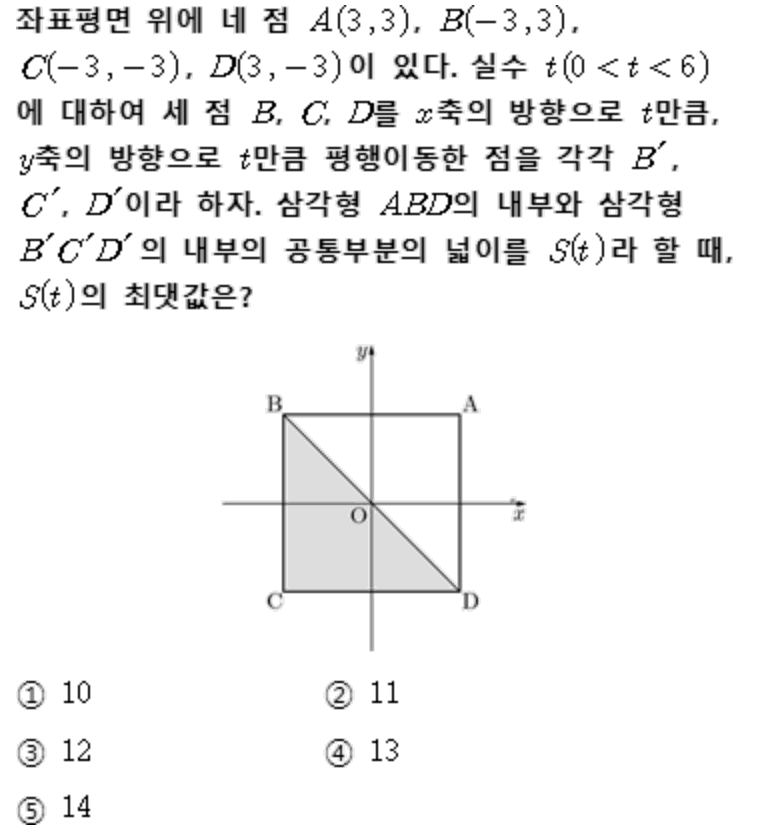 좌표평면 위에 네 점 A(3,3), B(-3,3),
C(-3,-3), D(3,-3)이 있다. 실수 t(0<t<6)
에 대하여 세 점 B, C, D를 x축의 방향으로 t만큼,
y축의 방향으로 t만큼 평행이동한 점을 각각 B′,
C′, D′이라 하자. 삼각형 ABD의 내부와 삼각형
B′C′D′의 내부의 공통부분의 넓이를 S(t)라 할 때,
S(t)의 최댓값은?
y
B A
O x
C D
① 10 ② 11
③ 12 ④ 13
⑤ 14